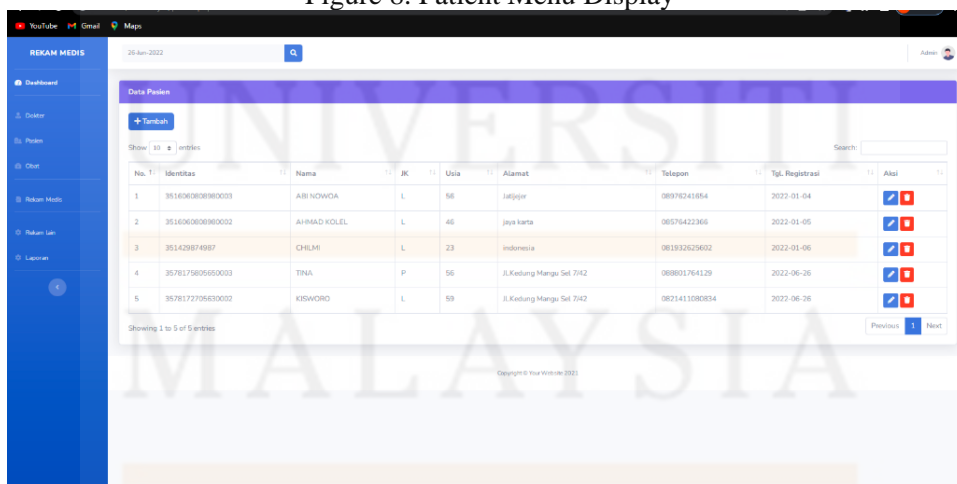 Figure 8. Patient Menu Display
YouTube Gmail Maps
REKAM MEDIS
26-Jun-2022
Admin
Dashboard
Dokter
Pasien
Obat
Rekam Medis
Rekam Lain
Laporan
Data Pasien
+ Tambah
Show 10 entries
Search:
No. Identitas Nama JK Usia Alamat Telepon Tgl. Registrasi Aksi
1 3516060808980003 ABI NOWOA L 56 Jatijejer 08976241654 2022-01-04
2 3516060808980002 AHMAD KOLEL L 46 jaya karta 08576422366 2022-01-05
3 351429874987 CHILMI L 23 indonesia 081932625602 2022-01-06
4 3578175805650003 TINA P 56 Jl.Kedung Mangu Sel 7/42 088801764129 2022-06-26
5 3578172705630002 KISWORO L 59 Jl.Kedung Mangu Sel 7/42 0821411080834 2022-06-26
Showing 1 to 5 of 5 entries
Previous 1 Next
Copyright © Your Website 2021
UNIVERSITI
MALAYSIA